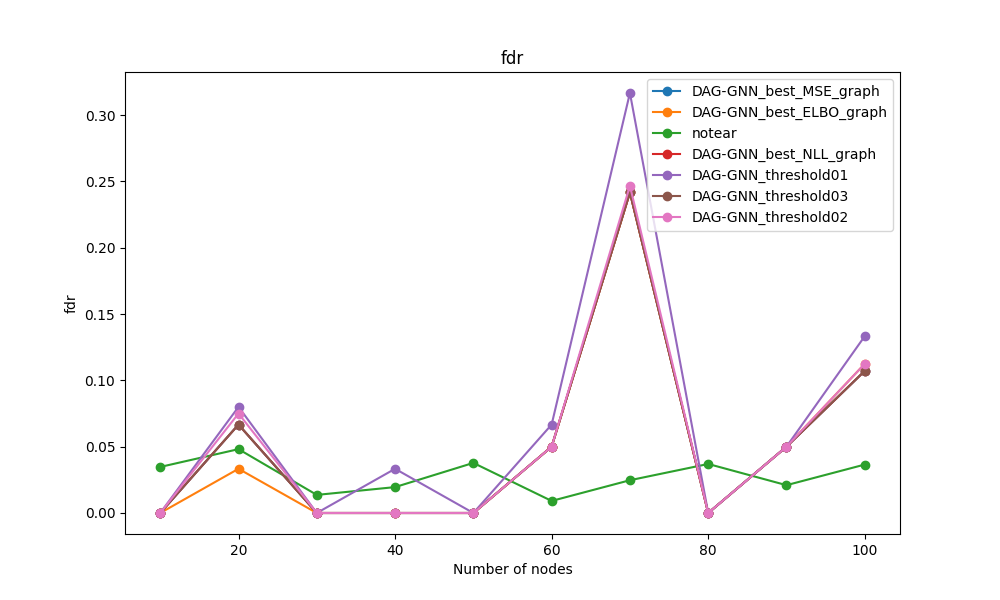 fdr
DAG-GNN_best_MSE_graph
DAG-GNN_best_ELBO_graph
notear
DAG-GNN_best_NLL_graph
DAG-GNN_threshold01
DAG-GNN_threshold03
DAG-GNN_threshold02
0.30
0.25
0.20
0.15
0.10
0.05
0.00
fdr
20 40 60 80 100
Number of nodes